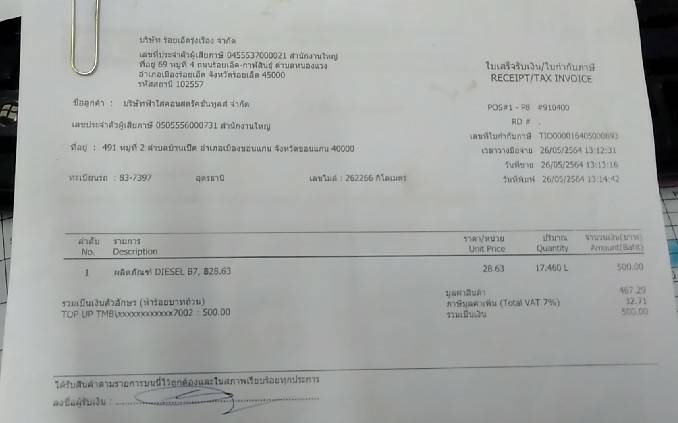 บริษัท ร้อยเอ็ดรุ่งเรือง จำกัด
เลขที่ประจำตัวผู้เสียภาษี 0455537000021 สำนักงานใหญ่
ที่อยู่ 69 หมู่ที่ 4 ถนนร้อยเอ็ด-กาฬสินธุ์ ตำบลหนองแวง
อำเภอเมืองร้อยเอ็ด จังหวัดร้อยเอ็ด 45000
รหัสสถานี 102557
ใบเสร็จรับเงิน/ใบกำกับภาษี
RECEIPT/TAX INVOICE
ชื่อลูกค้า : บริษัทฟ้าใสคอนสตรัคชั่น จำกัด
POS#1 - P8 #910400
RD # .
เลขประจำตัวผู้เสียภาษี 0505556000731 สำนักงานใหญ่
เลขที่ใบกำกับภาษี TID000016405000693
ที่อยู่ : 491 หมู่ที่ 2 ตำบลบ้านเป็ด อำเภอเมืองขอนแก่น จังหวัดขอนแก่น 40000
เวลาวางมือจ่าย 26/05/2564 13:12:31
วันที่ขาย 26/05/2564 13:13:16
ทะเบียนรถ : 83-7397 อุดรธานี เลขไมล์ : 262266 กิโลเมตร
วันที่พิมพ์ 26/05/2564 13:14:42
ลำดับ รายการ ราคา/หน่วย ปริมาณ จำนวนเงิน(บาท)
No. Description Unit Price Quantity Amount(Baht)
1 ผลิตภัณฑ์ DIESEL B7, ฿28.63 28.63 17.460 L 500.00
มูลค่าสินค้า 467.29
รวมเป็นเงินตัวอักษร (ห้าร้อยบาทถ้วน) ภาษีมูลค่าเพิ่ม (Total VAT 7%) 32.71
TOP UP TMB\xxxxxxxxxxxx7002 : 500.00 รวมเป็นเงิน 500.00
ได้รับสินค้าตามรายการบนนี้ไว้ถูกต้องและในสภาพเรียบร้อยทุกประการ
ลงชื่อผู้รับเงิน :